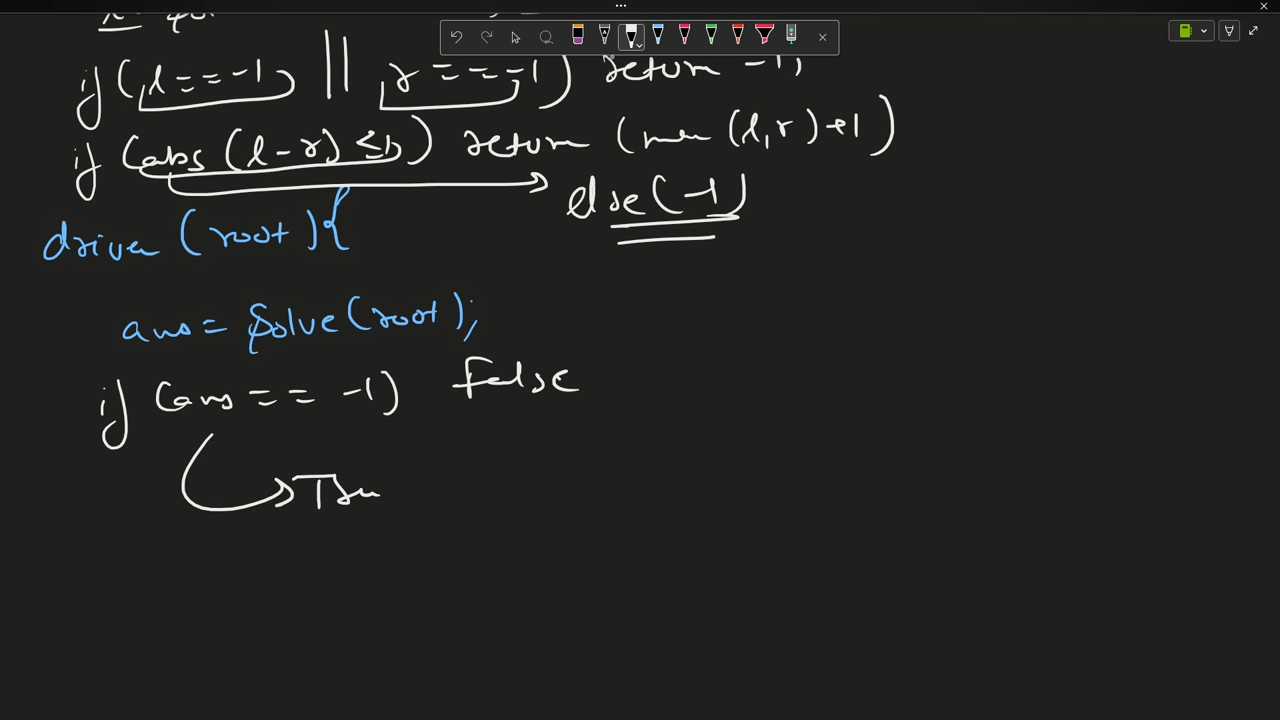 if (l == -1 || r == -1) return -1;
if (abs (l-r) ≤ 1) return (max (l,r)+1)
else (-1)
driver (root) {
ans = solve(root);
if (ans == -1) False
True